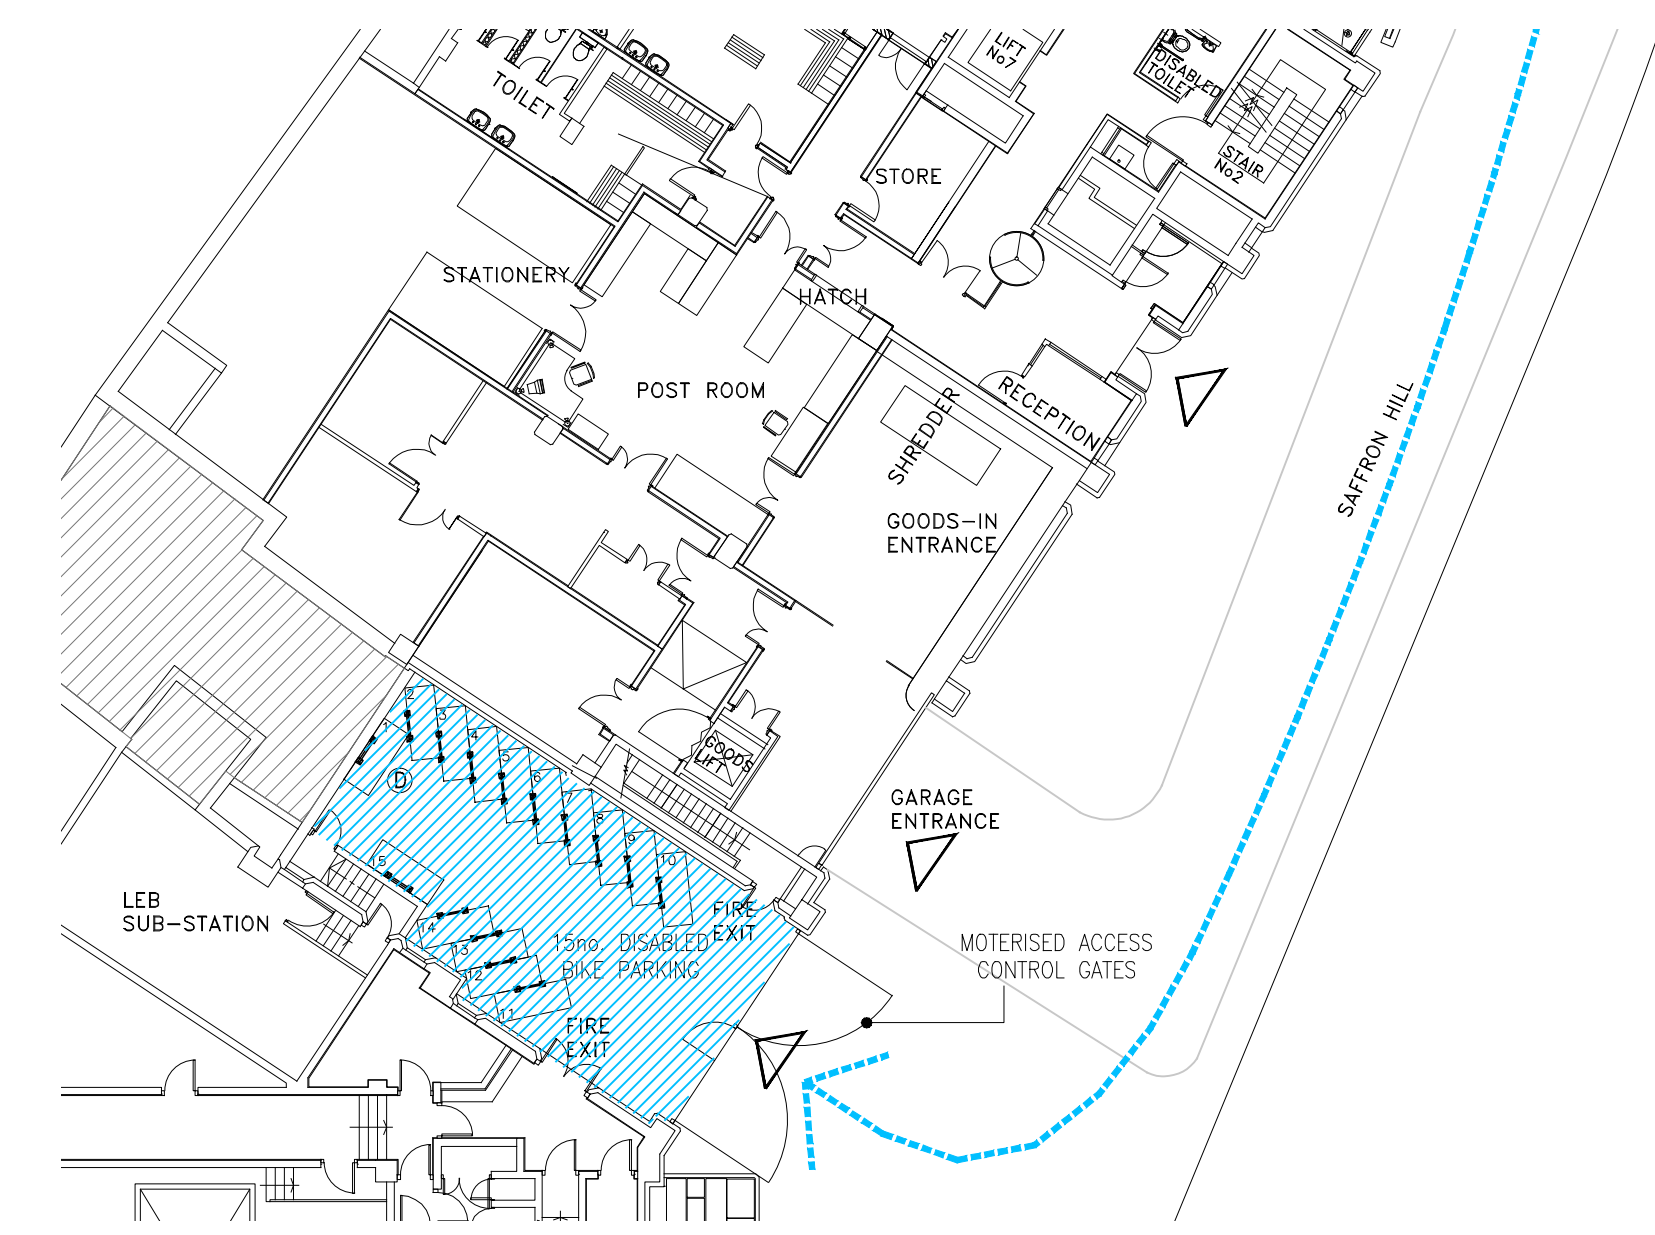 LIFT
No7
DISABLED
TOILET
TOILET
STAIR
No2
STORE
STATIONERY
HATCH
POST ROOM
RECEPTION
SHREDDER
SAFFRON HILL
GOODS-IN
ENTRANCE
GOODS
LIFT
GARAGE
ENTRANCE
1
2
3
4
5
6
7
8
9
10
D
15
LEB
SUB-STATION
14
13
12
11
FIRE
EXIT
15no. DISABLED
BIKE PARKING
MOTERISED ACCESS
CONTROL GATES
FIRE
EXIT